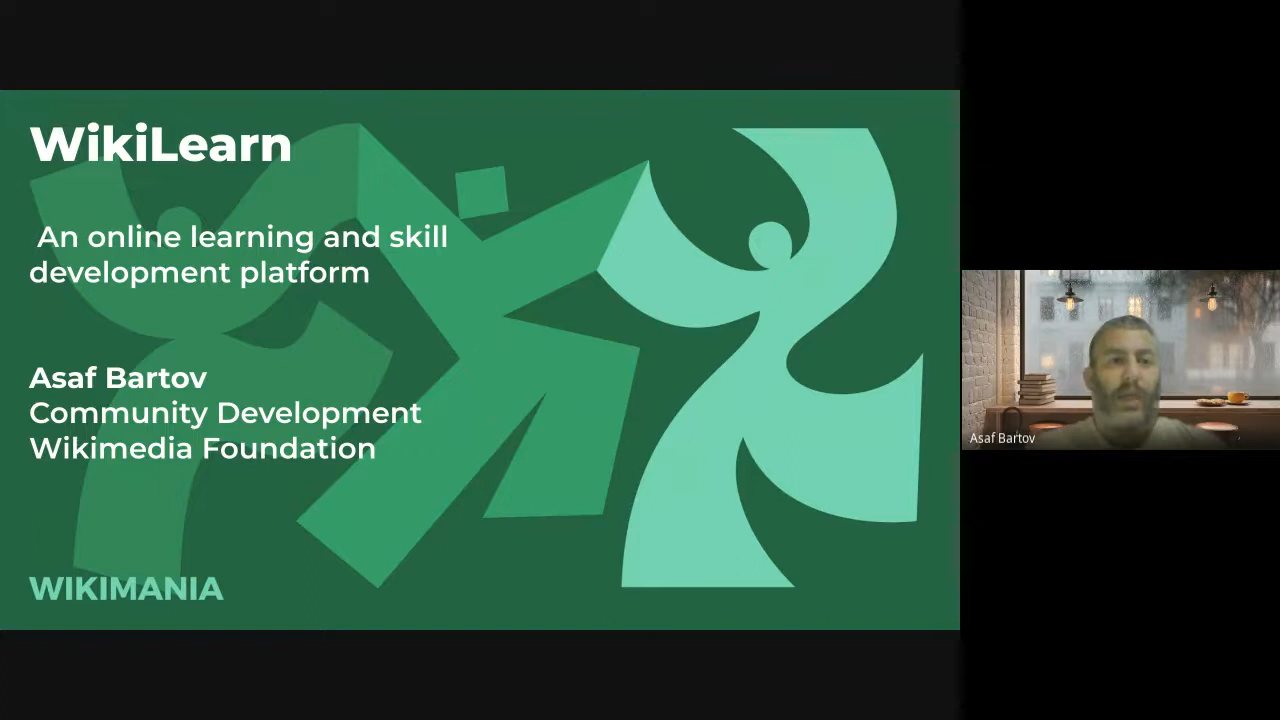 WikiLearn
An online learning and skill
development platform
Asaf Bartov
Community Development
Wikimedia Foundation
WIKIMANIA
Asaf Bartov